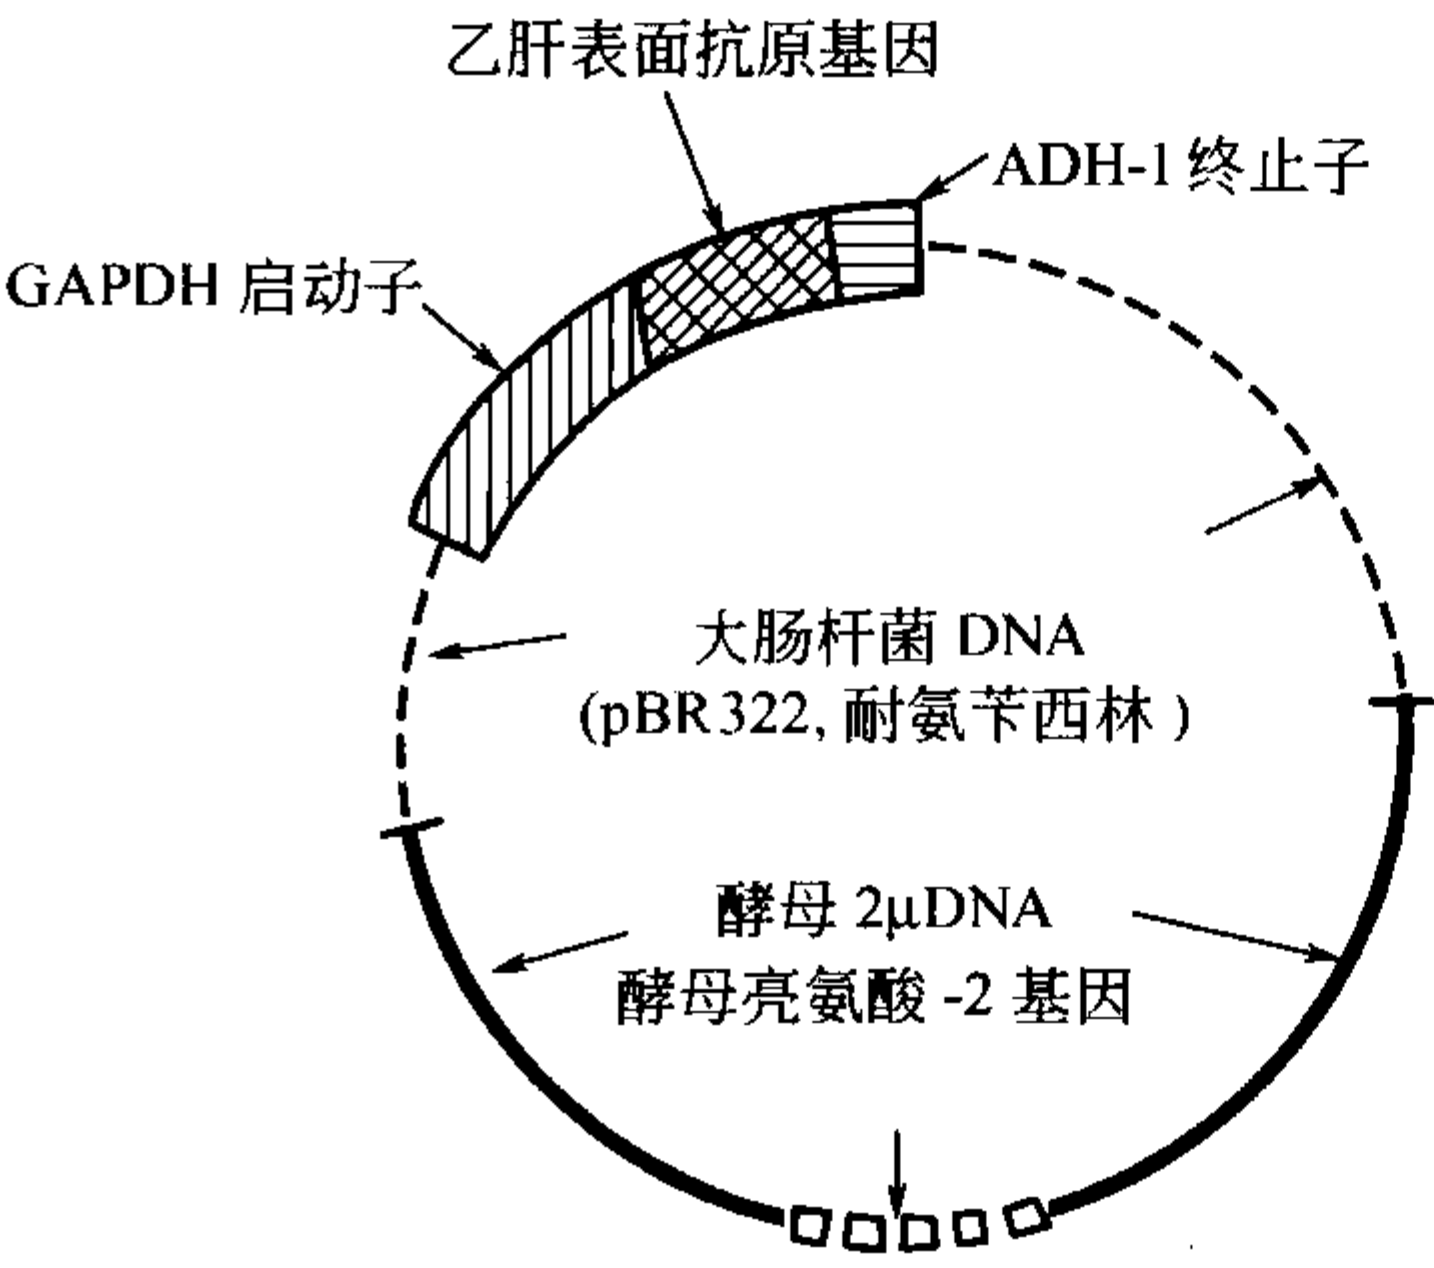 乙肝表面抗原基因
ADH-1 终止子
GAPDH 启动子
大肠杆菌 DNA
(pBR322, 耐氨苄西林)
酵母 2μDNA
酵母亮氨酸 -2 基因